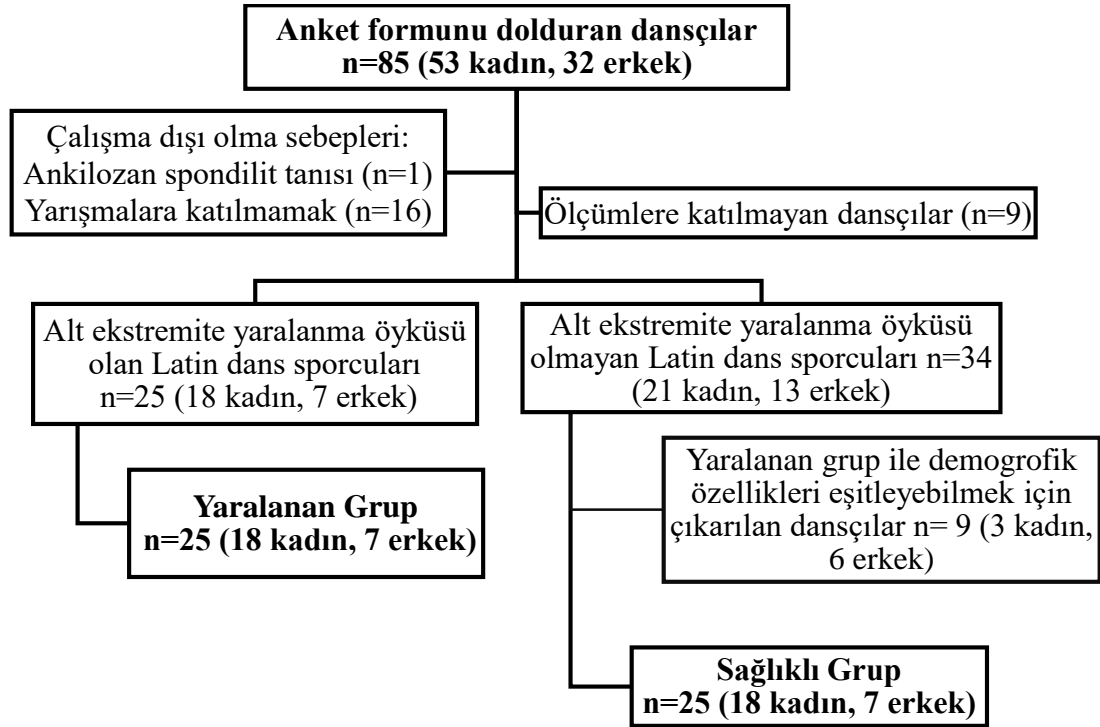 Anket formunu dolduran dansçılar
n=85 (53 kadın, 32 erkek)
Çalışma dışı olma sebepleri:
Ankilozan spondilit tanısı (n=1)
Yarışmalara katılmamak (n=16)
Ölçümlere katılmayan dansçılar (n=9)
Alt ekstremite yaralanma öyküsü
olan Latin dans sporcuları
n=25 (18 kadın, 7 erkek)
Alt ekstremite yaralanma öyküsü
olmayan Latin dans sporcuları n=34
(21 kadın, 13 erkek)
Yaralanan Grup
n=25 (18 kadın, 7 erkek)
Yaralanan grup ile demogrofik
özellikleri eşitleyebilmek için
çıkarılan dansçılar n= 9 (3 kadın,
6 erkek)
Sağlıklı Grup
n=25 (18 kadın, 7 erkek)